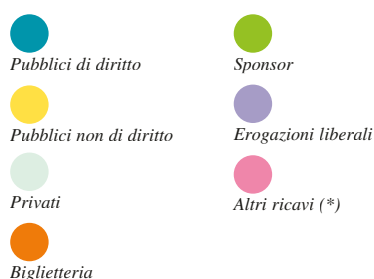 Pubblici di diritto
Pubblici non di diritto
Privati
Biglietteria
Sponsor
Erogazioni liberali
Altri ricavi (*)